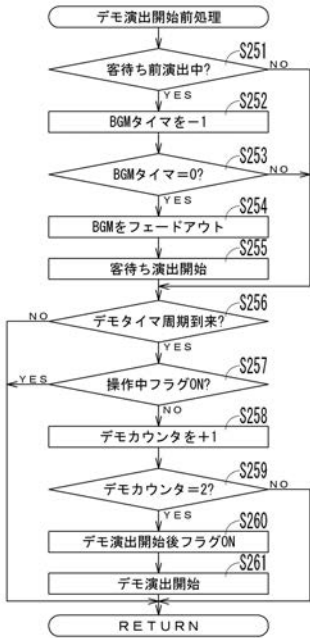 デモ演出開始前処理
S251
客待ち前演出中?
NO
YES
S252
BGMタイマを−1
S253
BGMタイマ=0?
NO
YES
S254
BGMをフェードアウト
S255
客待ち演出開始
S256
NO
デモタイマ周期到来?
YES
S257
YES
操作中フラグON?
NO
S258
デモカウンタを+1
S259
デモカウンタ=2?
NO
YES
S260
デモ演出開始後フラグON
S261
デモ演出開始
RETURN